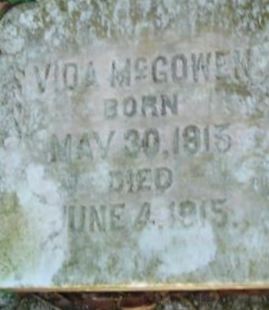 VIDA McGOWEN
BORN
MAY 30, 1915
DIED
JUNE 4, 1915.